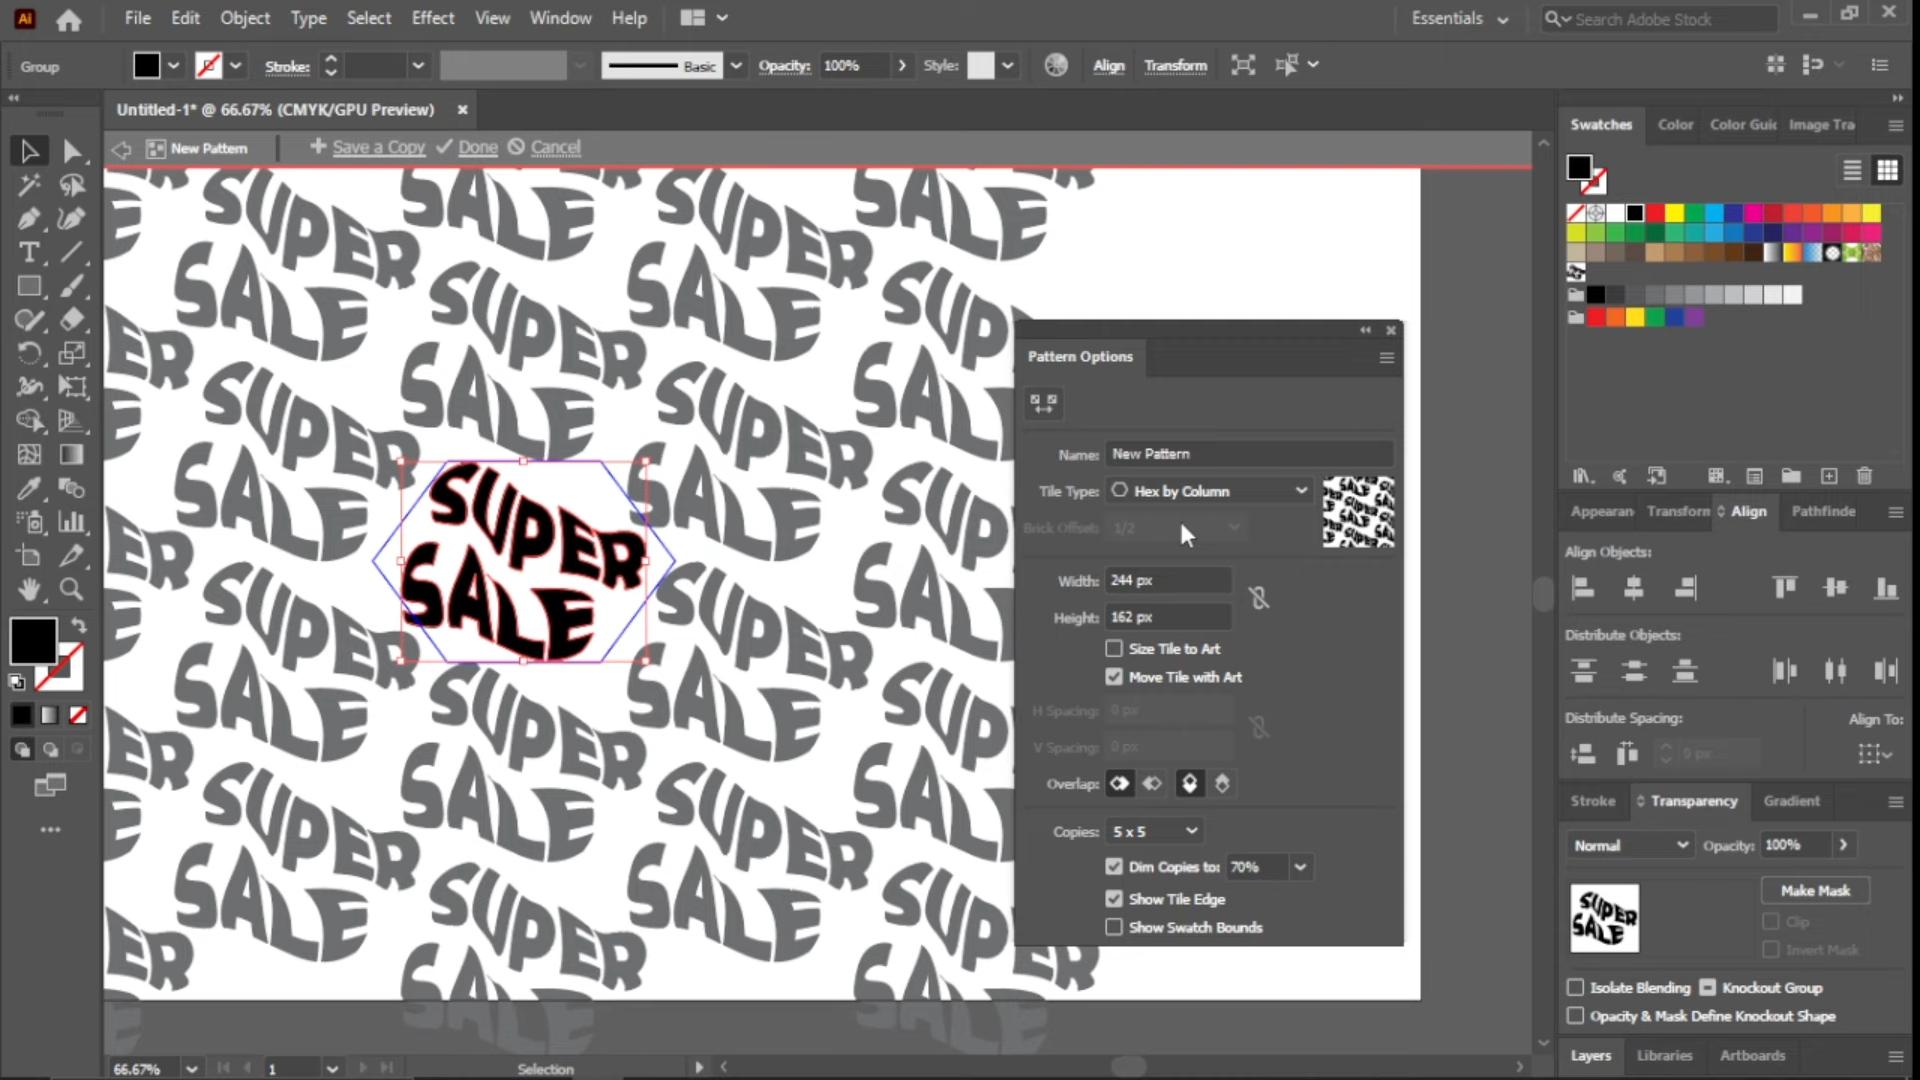 Ai File Edit Object Type Select Effect View Window Help Essentials Search Adobe Stock
Group Stroke: Basic Opacity: 100% Style: Align Transform
Untitled-1* @ 66.67% (CMYK/GPU Preview)
New Pattern Save a Copy Done Cancel
Swatches Color Color Guid Image Tra
SUPER
SALE
Pattern Options
Name: New Pattern
Tile Type: Hex by Column
Brick Offset: 1/2
Width: 244 px
Height: 162 px
Size Tile to Art
Move Tile with Art
H Spacing: 0 px
V Spacing: 0 px
Overlap:
Copies: 5 x 5
Dim Copies to: 70%
Show Tile Edge
Show Swatch Bounds
Appearan Transform Align Pathfinde
Align Objects:
Distribute Objects:
Distribute Spacing: Align To:
0 px
Stroke Transparency Gradient
Normal Opacity: 100%
SUPER
SALE
Make Mask
Clip
Invert Mask
Isolate Blending Knockout Group
Opacity & Mask Define Knockout Shape
Layers Libraries Artboards
66.67% 1 Selection